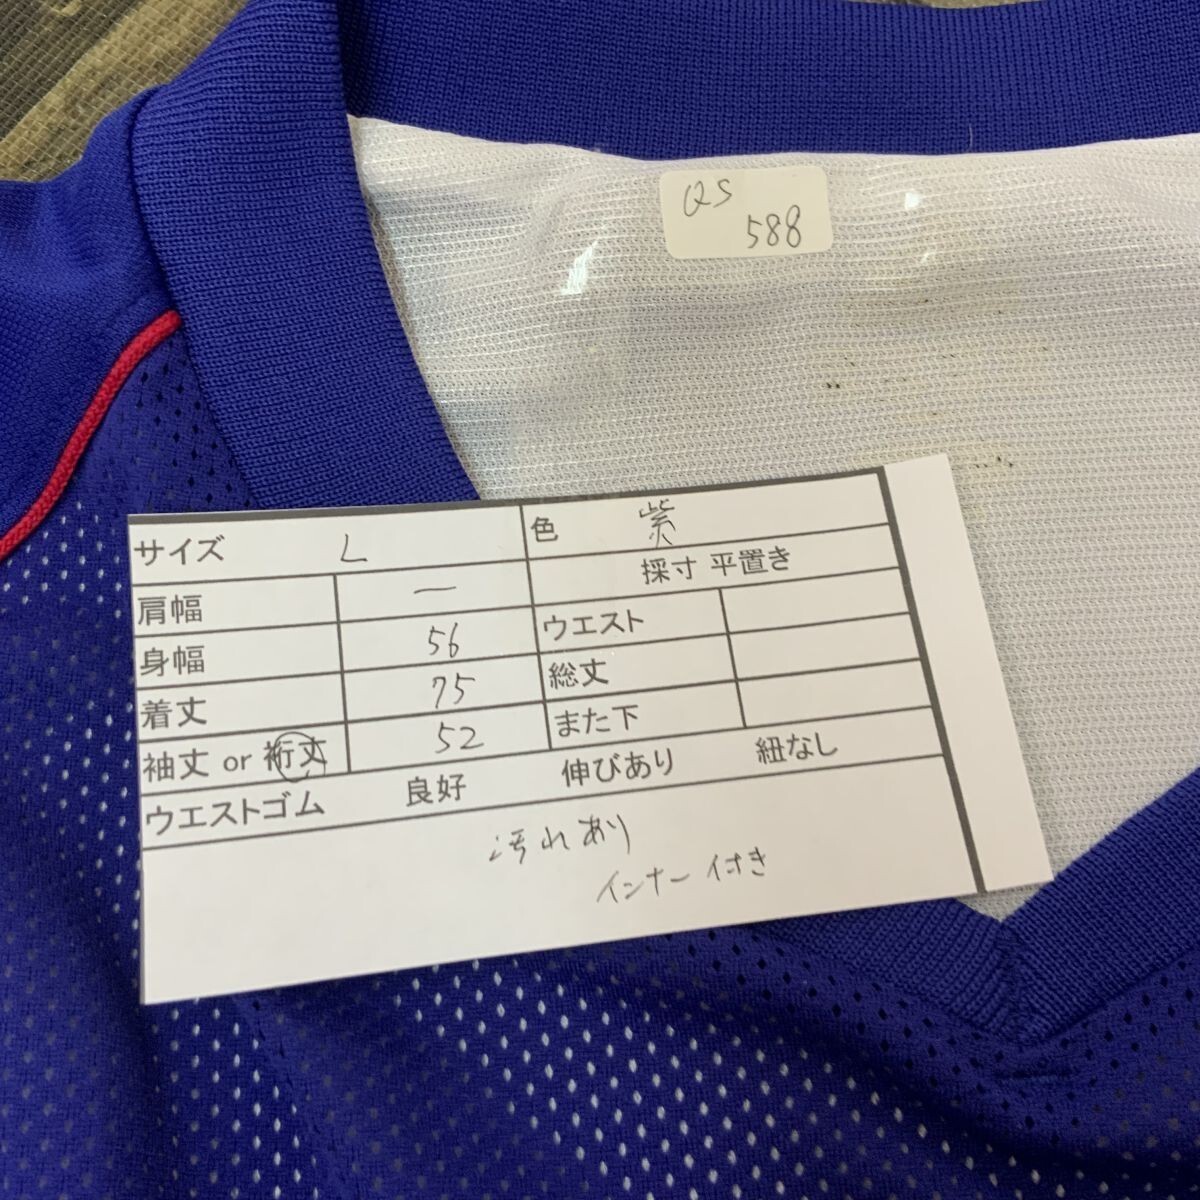 QS
588
サイズ L 色 紫
肩幅 ー 採寸 平置き
身幅 56 ウエスト
着丈 75 総丈
袖丈 or 裄丈 52 また下
ウエストゴム 良好 伸びあり 紐なし
汚れあり
インナー付き